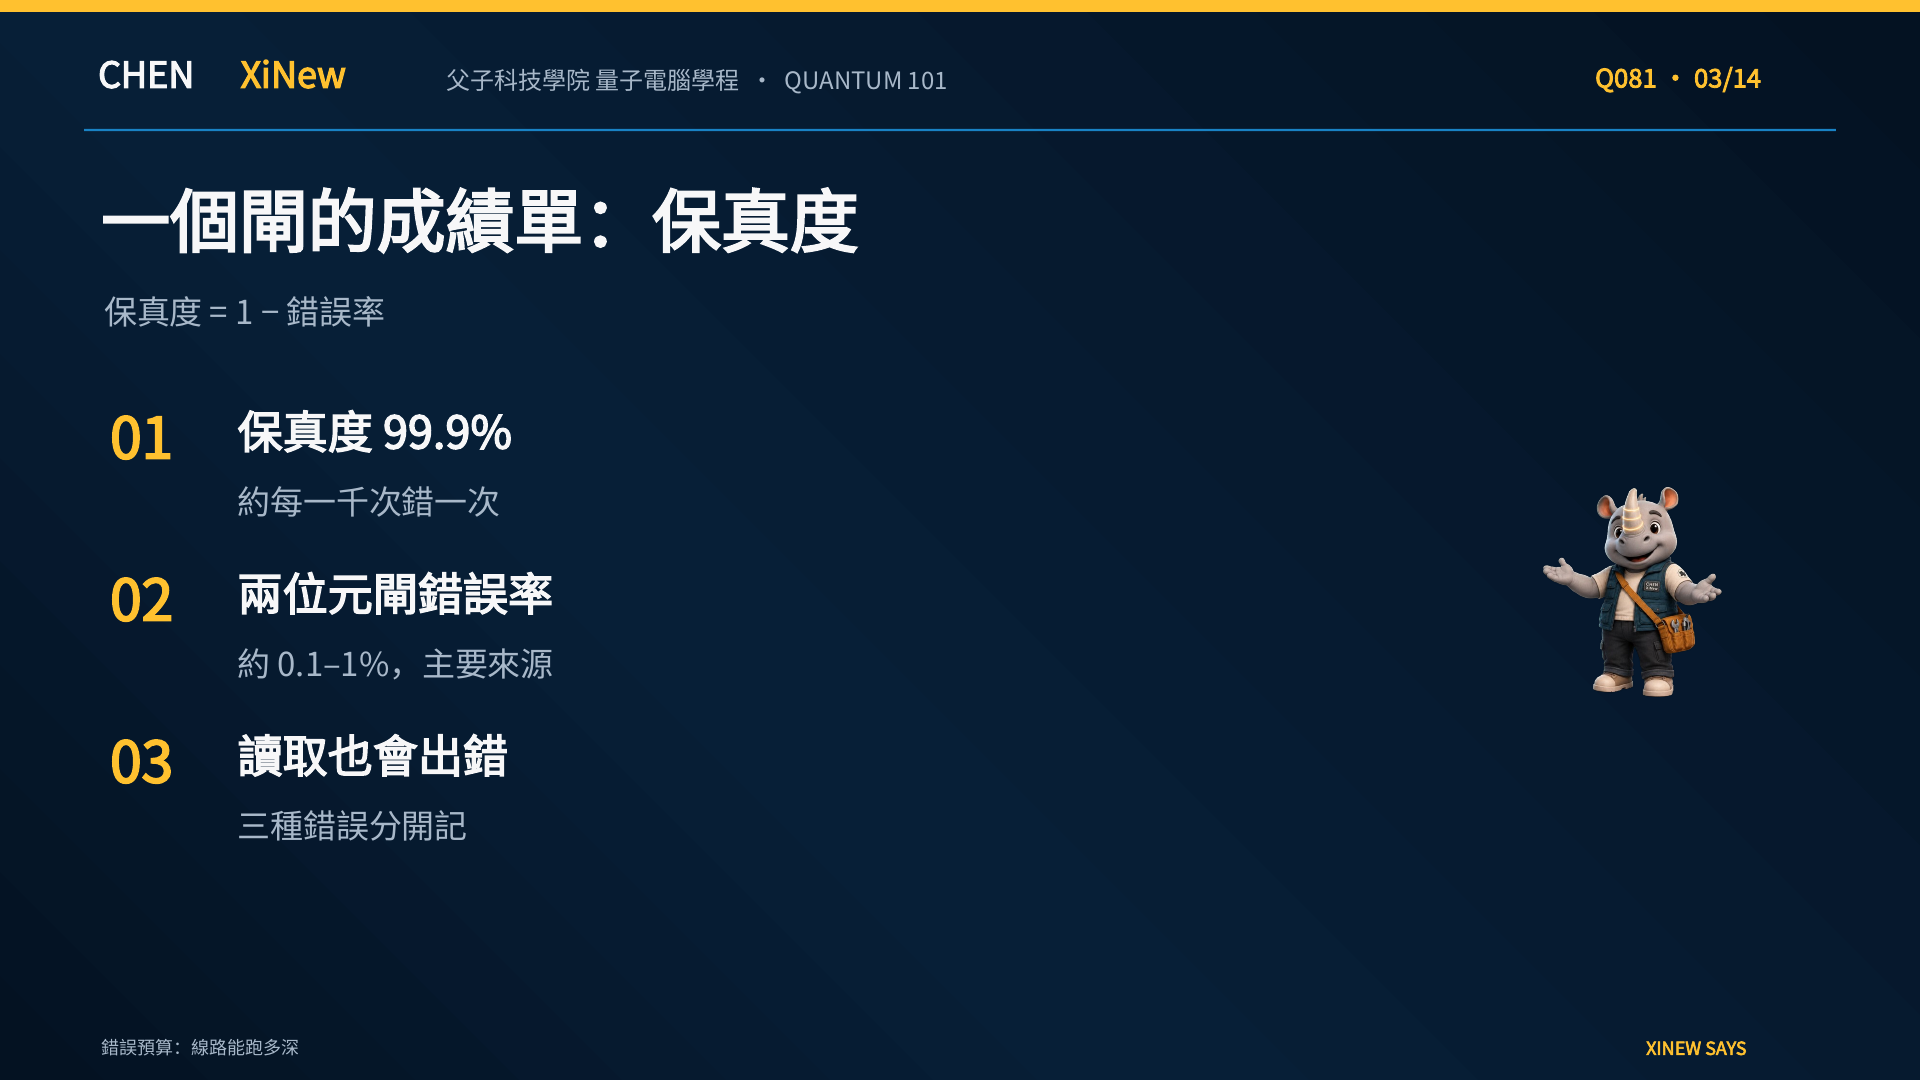 CHEN XiNew 父子科技學院 量子電腦學程 • QUANTUM 101 Q081 • 03/14
一個閘的成績單：保真度
保真度 = 1 − 錯誤率
01 保真度 99.9%
約每一千次錯一次
02 兩位元閘錯誤率
約 0.1–1%，主要來源
03 讀取也會出錯
三種錯誤分開記
錯誤預算：線路能跑多深
XINEW SAYS